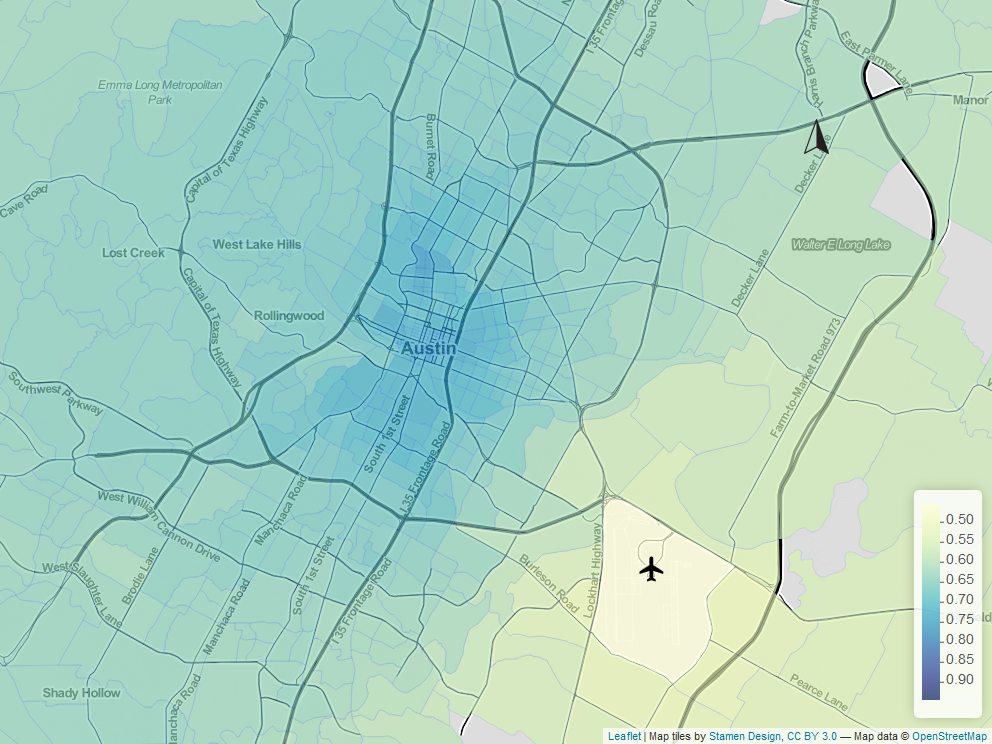 I 35 Frontage
Dessau Road
Harris Branch Parkway
East Parmer Lane
Manor
Emma Long Metropolitan
Park
Capital of Texas Highway
Burnet Road
Decker Lane
Cave Road
Lost Creek
West Lake Hills
Walter E Long Lake
Decker Lane
Capital of Texas Highway
Rollingwood
Austin
Farm-to-Market Road 973
Southwest Parkway
South 1st Street
I 35 Frontage Road
West William Cannon Drive
Manchaca Road
Lockhart Highway
Burleson Road
West Slaughter Lane
Brodie Lane
South 1st Street
I 35 Frontage Road
Manchaca Road
Shady Hollow
Manchaca Road
Pearce Lane
0.50
0.55
0.60
0.65
0.70
0.75
0.80
0.85
0.90
Leaflet | Map tiles by Stamen Design, CC BY 3.0 — Map data © OpenStreetMap